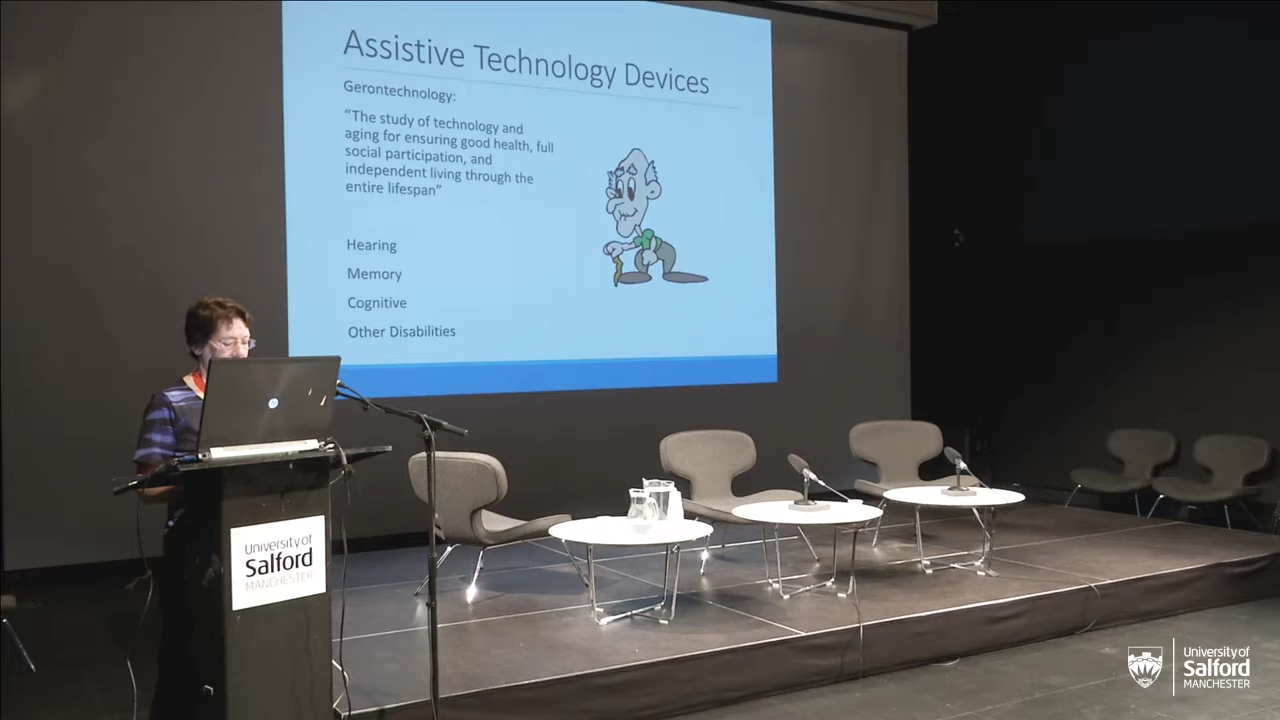 Assistive Technology Devices
Gerontechnology:
“The study of technology and
aging for ensuring good health, full
social participation, and
independent living through the
entire lifespan”
Hearing
Memory
Cognitive
Other Disabilities
hp
University of
Salford
MANCHESTER
University of
Salford
MANCHESTER